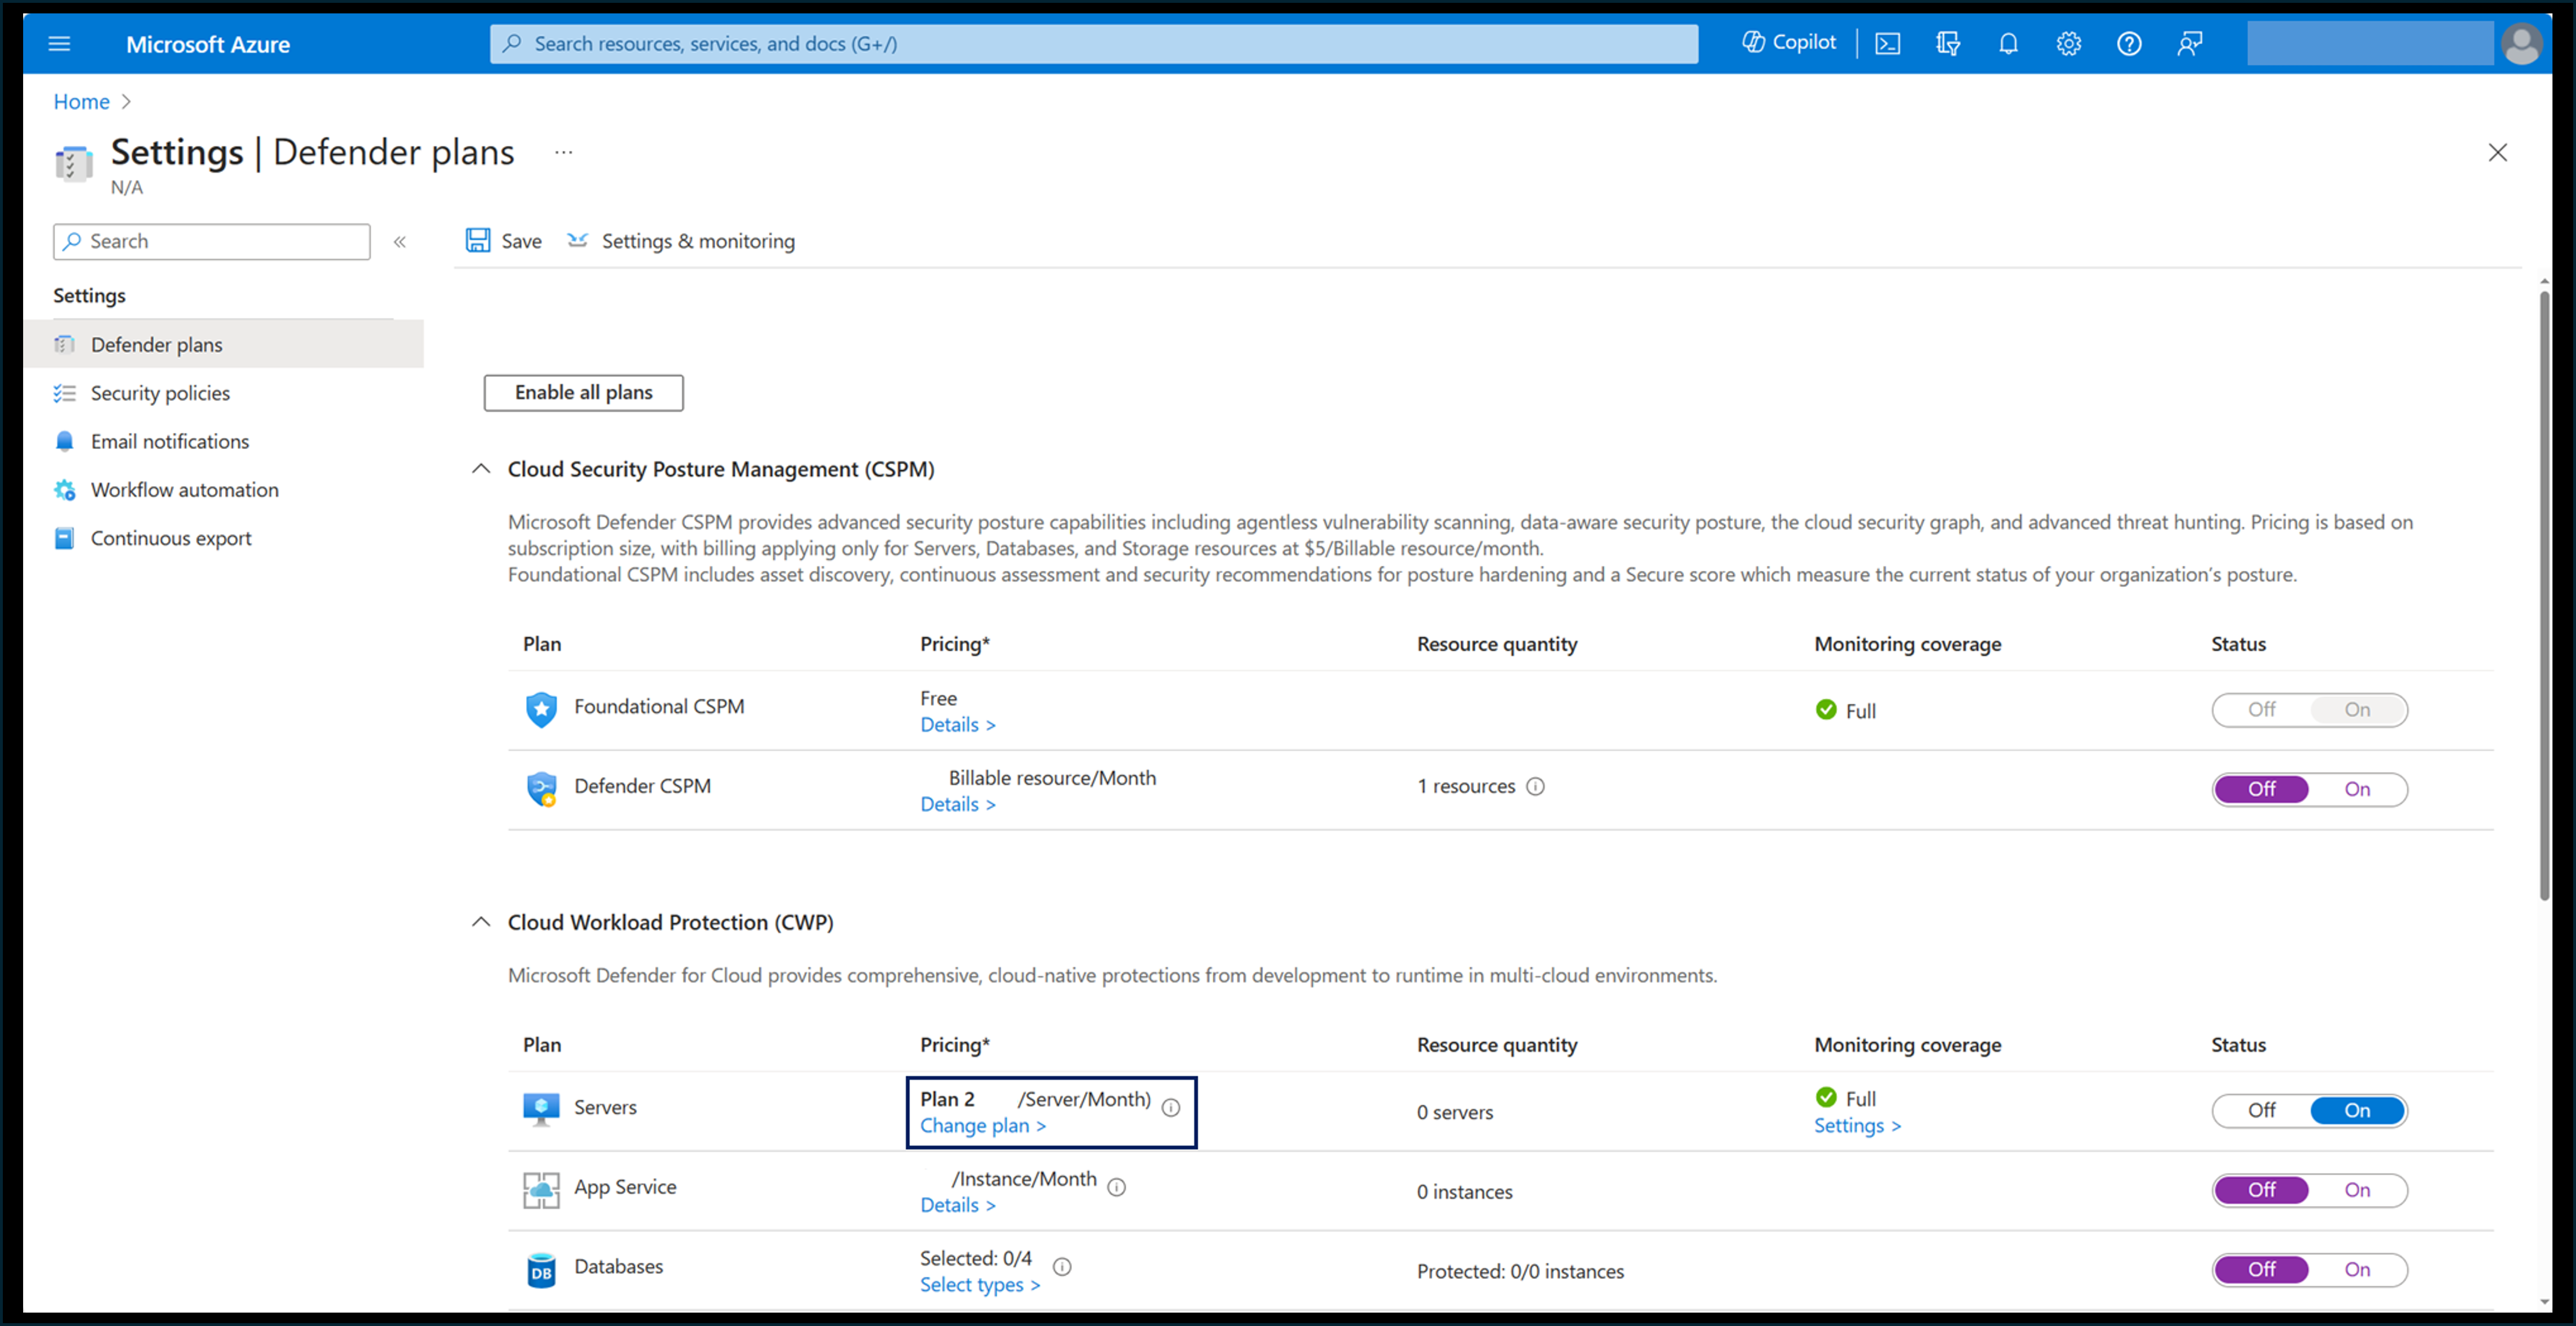 Microsoft Azure
Search resources, services, and docs (G+/)
Copilot
Home
Settings | Defender plans
...
N/A
Search
Save
Settings & monitoring
Settings
Defender plans
Security policies
Email notifications
Workflow automation
Continuous export
Enable all plans
Cloud Security Posture Management (CSPM)
Microsoft Defender CSPM provides advanced security posture capabilities including agentless vulnerability scanning, data-aware security posture, the cloud security graph, and advanced threat hunting. Pricing is based on
subscription size, with billing applying only for Servers, Databases, and Storage resources at $5/Billable resource/month.
Foundational CSPM includes asset discovery, continuous assessment and security recommendations for posture hardening and a Secure score which measure the current status of your organization's posture.
Plan Pricing* Resource quantity Monitoring coverage Status
Foundational CSPM Free Full Off On
Details >
Defender CSPM Billable resource/Month 1 resources Off On
Details >
Cloud Workload Protection (CWP)
Microsoft Defender for Cloud provides comprehensive, cloud-native protections from development to runtime in multi-cloud environments.
Plan Pricing* Resource quantity Monitoring coverage Status
Servers Plan 2 /Server/Month) 0 servers Full Off On
Change plan > Settings >
App Service /Instance/Month 0 instances Off On
Details >
Databases Selected: 0/4 Protected: 0/0 instances Off On
Select types >
DB